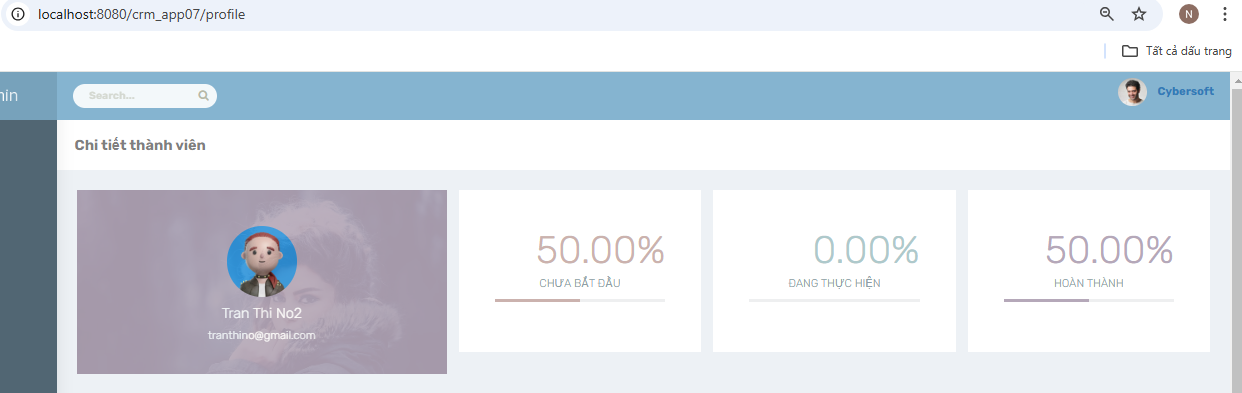 localhost:8080/crm_app07/profile
N
Tất cả dấu trang
min
Search...
Cybersoft
Chi tiết thành viên
50.00%
CHƯA BẮT ĐẦU
0.00%
ĐANG THỰC HIỆN
50.00%
HOÀN THÀNH
Tran Thi No2
tranthino@gmail.com